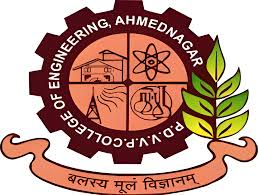 P.D.V.V.P. COLLEGE OF ENGINEERING, AHMEDNAGAR
बलस्य मूलं विज्ञानम्